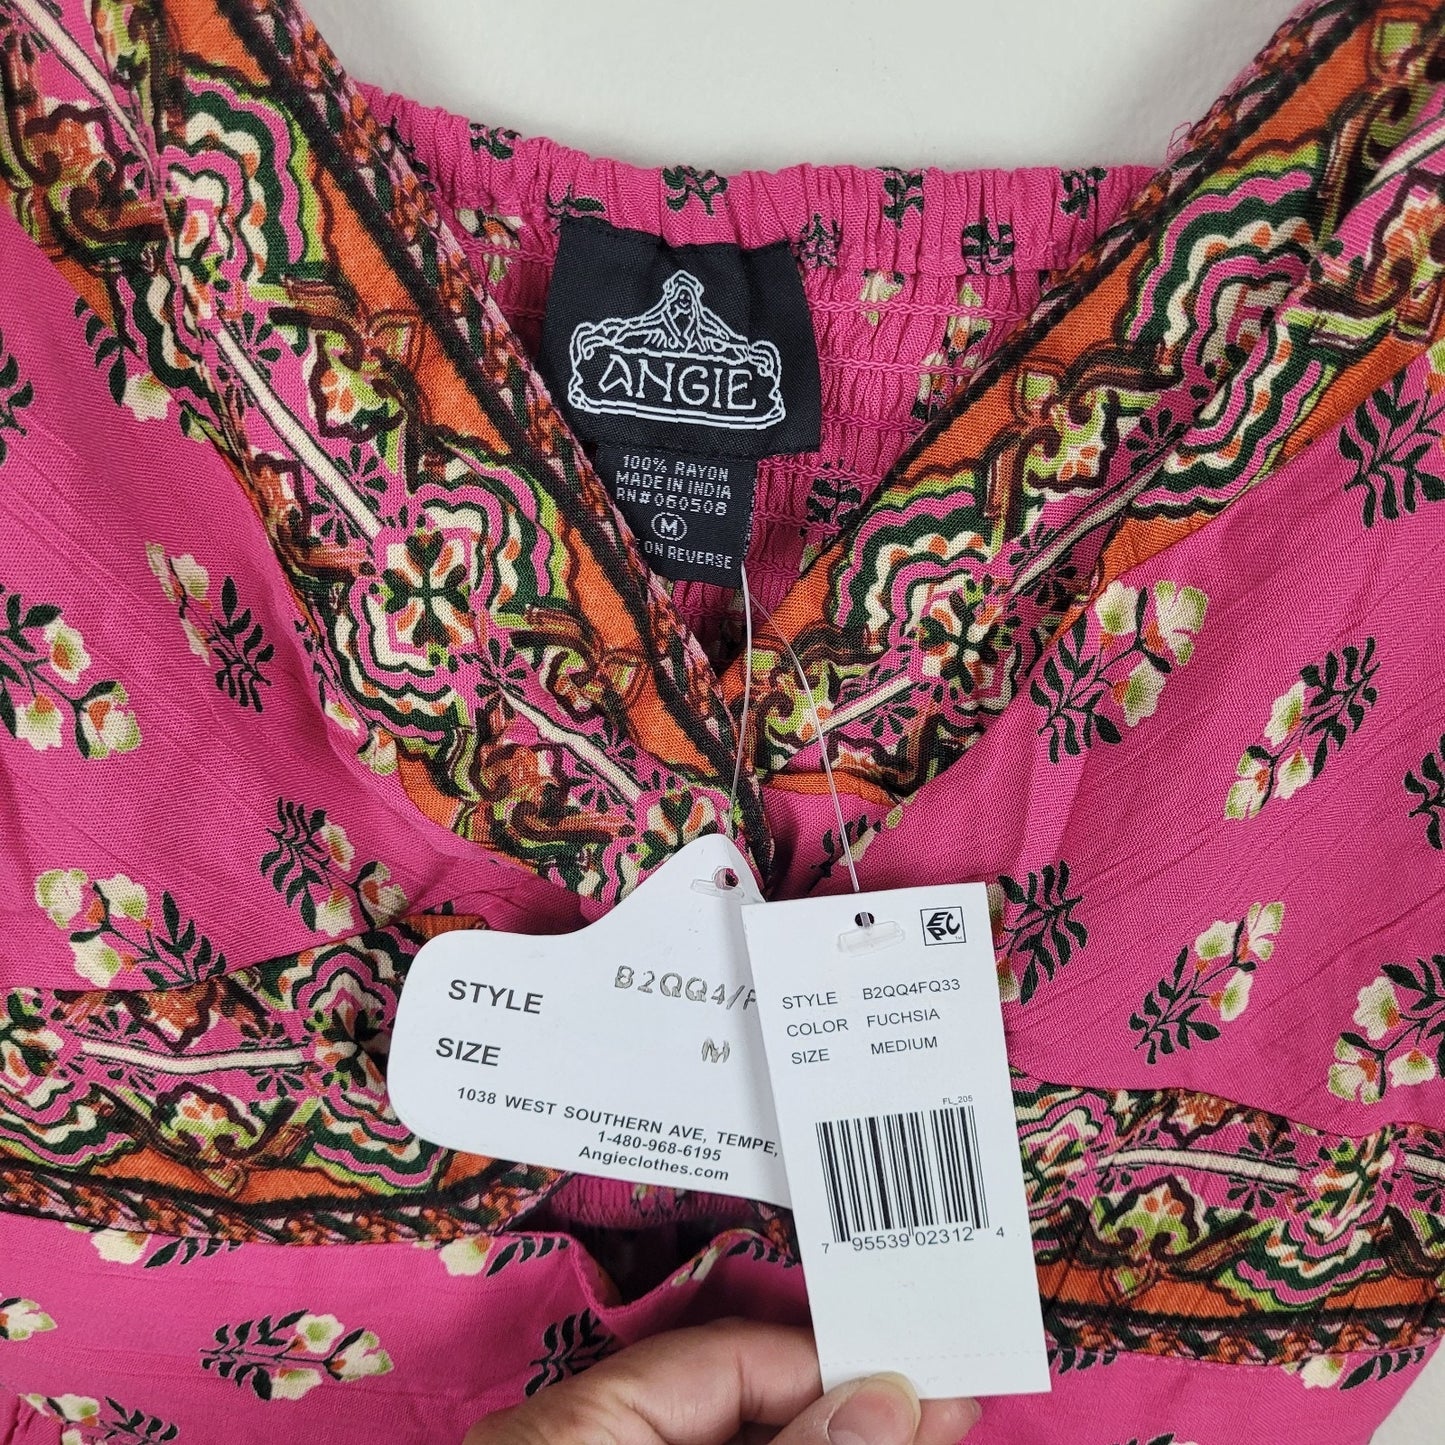 ANGIE
100% RAYON
MADE IN INDIA
RN#060508
M
ON REVERSE
STYLE B2QQ4/F
SIZE M
1038 WEST SOUTHERN AVE, TEMPE,
1-480-968-6195
Angieclothes.com
EPC
STYLE B2QQ4FQ33
COLOR FUCHSIA
SIZE MEDIUM
FL_205
7 95539 02312 4